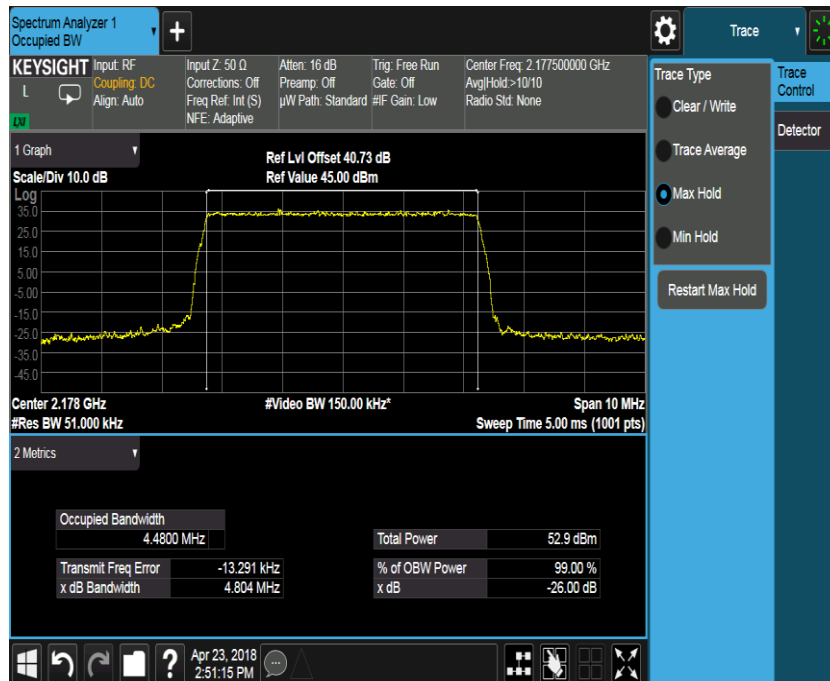 Spectrum Analyzer 1
Occupied BW
+
Trace
KEYSIGHT
L
LXI
Input: RF
Coupling: DC
Align: Auto
Input Z: 50 Ω
Corrections: Off
Freq Ref: Int (S)
NFE: Adaptive
Atten: 16 dB
Preamp: Off
µW Path: Standard
Trig: Free Run
Gate: Off
#IF Gain: Low
Center Freq: 2.177500000 GHz
Avg|Hold:>10/10
Radio Std: None
1 Graph
Scale/Div 10.0 dB
Ref Lvl Offset 40.73 dB
Ref Value 45.00 dBm
Log
35.0
25.0
15.0
5.00
-5.00
-15.0
-25.0
-35.0
-45.0
Center 2.178 GHz
#Res BW 51.000 kHz
#Video BW 150.00 kHz*
Span 10 MHz
Sweep Time 5.00 ms (1001 pts)
2 Metrics
Occupied Bandwidth
4.4800 MHz
Total Power 52.9 dBm
Transmit Freq Error -13.291 kHz
% of OBW Power 99.00 %
x dB Bandwidth 4.804 MHz
x dB -26.00 dB
Trace Type
Clear / Write
Trace Average
Max Hold
Min Hold
Restart Max Hold
Trace
Control
Detector
?
Apr 23, 2018
2:51:15 PM